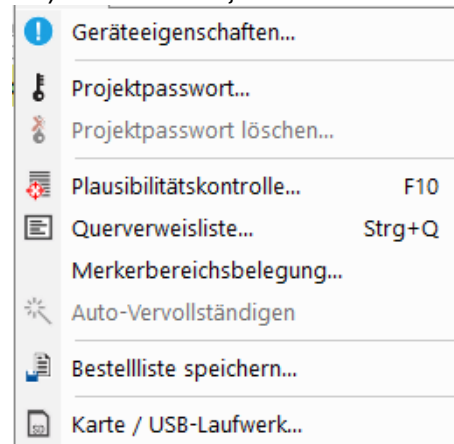 Geräteeigenschaften...
Projektpasswort...
Projektpasswort löschen...
Plausibilitätskontrolle... F10
Querverweisliste... Strg+Q
Merkerbereichsbelegung...
Auto-Vervollständigen
Bestellliste speichern...
Karte / USB-Laufwerk...